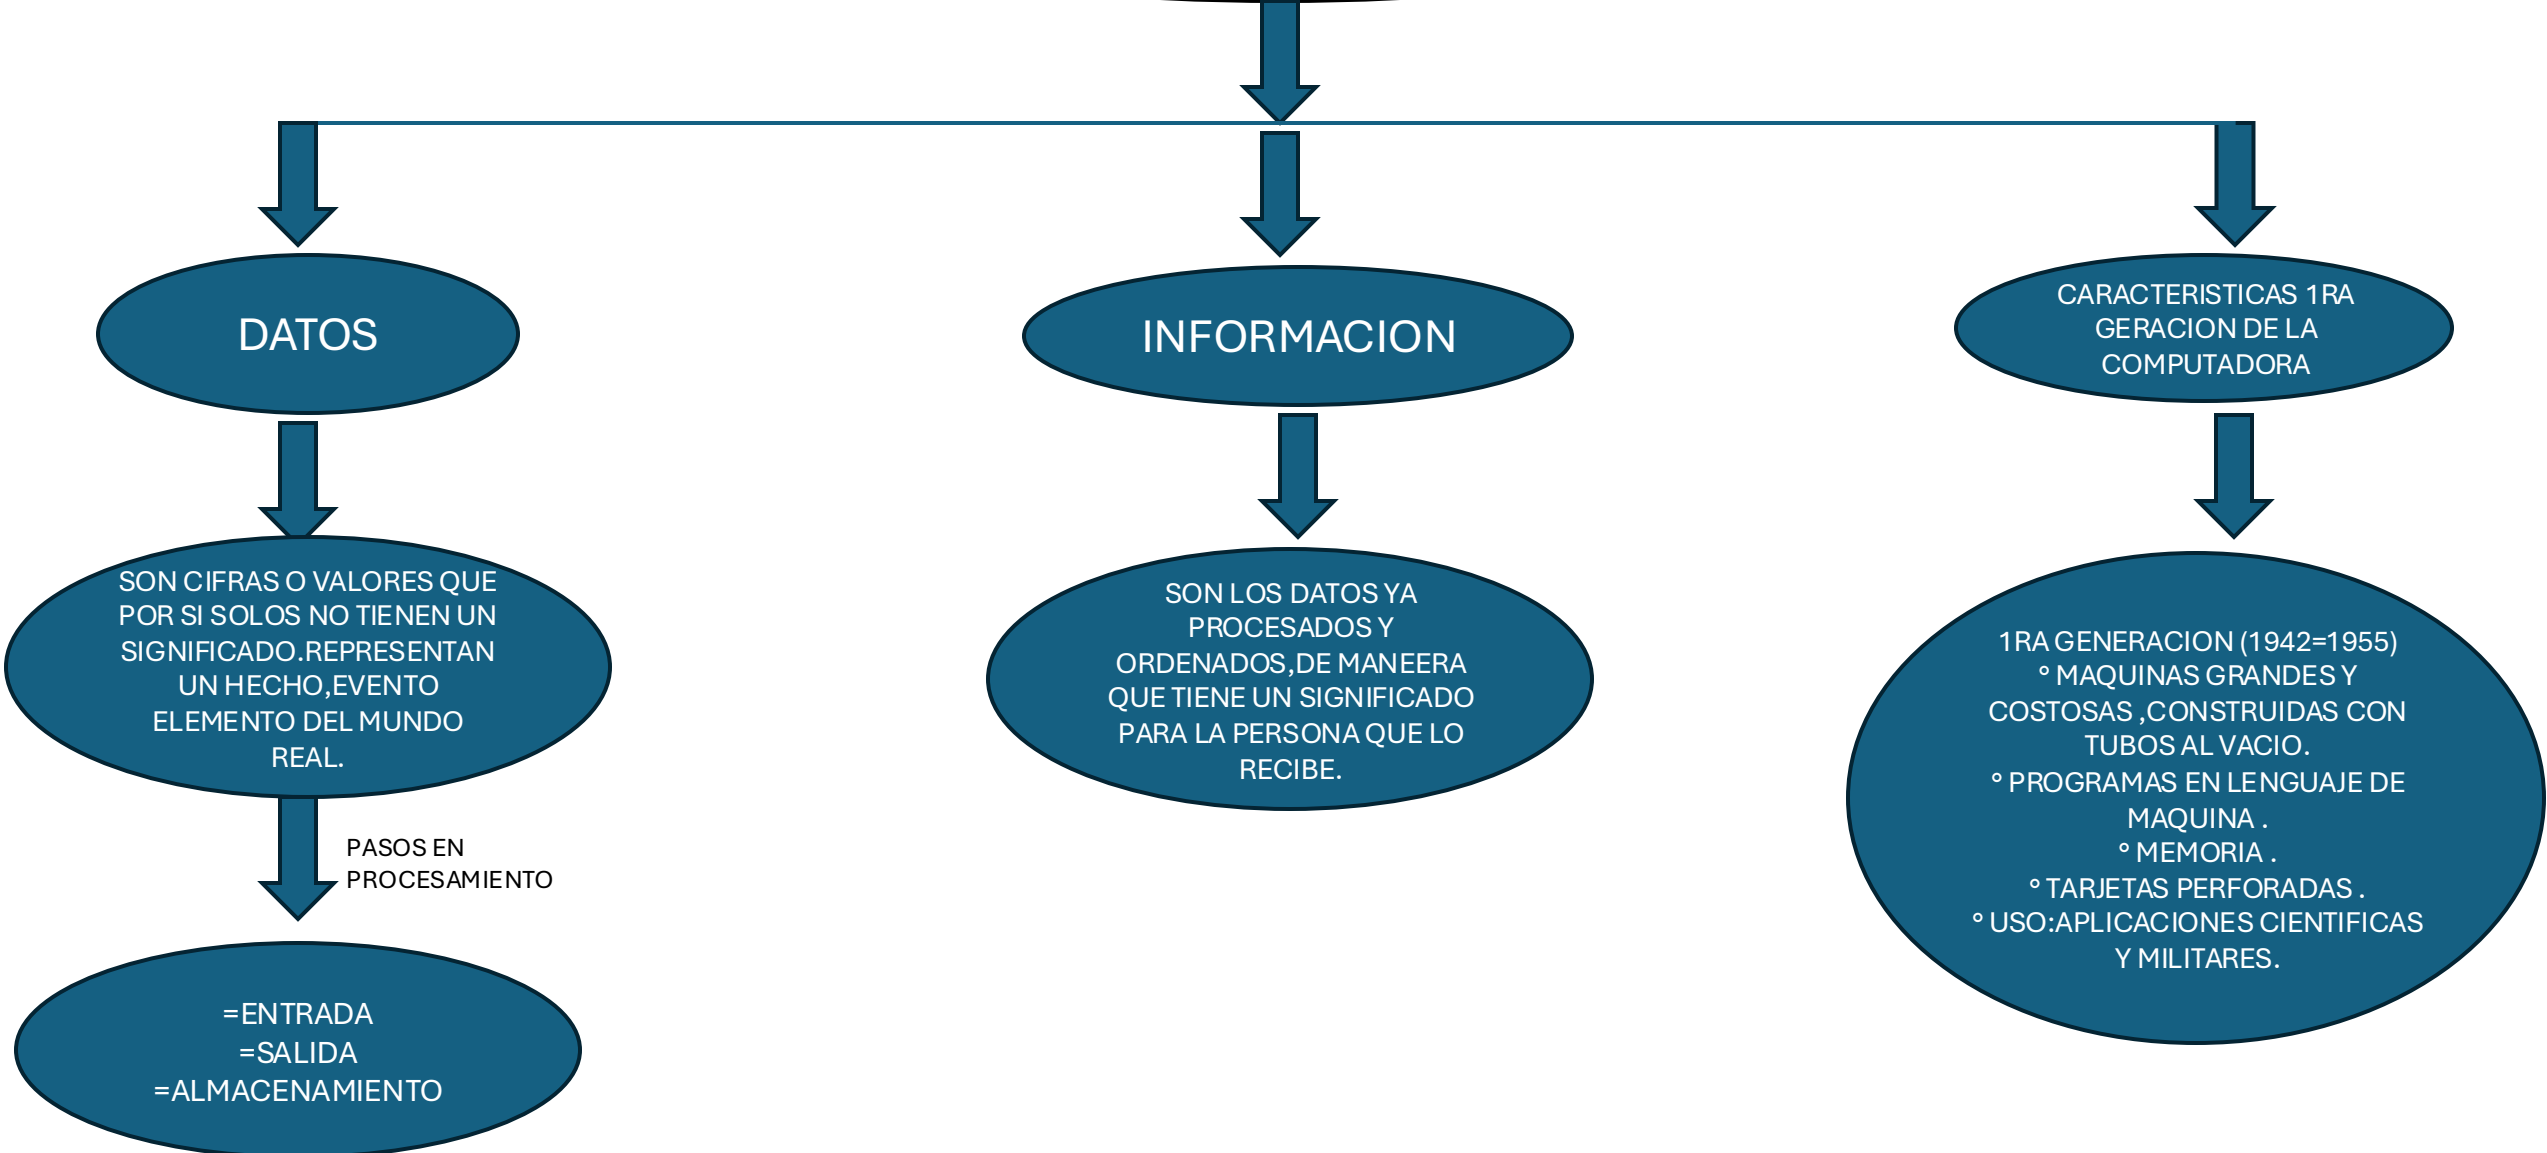 DATOS
INFORMACION
CARACTERISTICAS 1RA
GERACION DE LA
COMPUTADORA
SON CIFRAS O VALORES QUE
POR SI SOLOS NO TIENEN UN
SIGNIFICADO.REPRESENTAN
UN HECHO,EVENTO
ELEMENTO DEL MUNDO
REAL.
SON LOS DATOS YA
PROCESADOS Y
ORDENADOS,DE MANEERA
QUE TIENE UN SIGNIFICADO
PARA LA PERSONA QUE LO
RECIBE.
1RA GENERACION (1942=1955)
° MAQUINAS GRANDES Y
COSTOSAS ,CONSTRUIDAS CON
TUBOS AL VACIO.
° PROGRAMAS EN LENGUAJE DE
MAQUINA .
° MEMORIA .
° TARJETAS PERFORADAS .
° USO:APLICACIONES CIENTIFICAS
Y MILITARES.
PASOS EN
PROCESAMIENTO
=ENTRADA
=SALIDA
=ALMACENAMIENTO